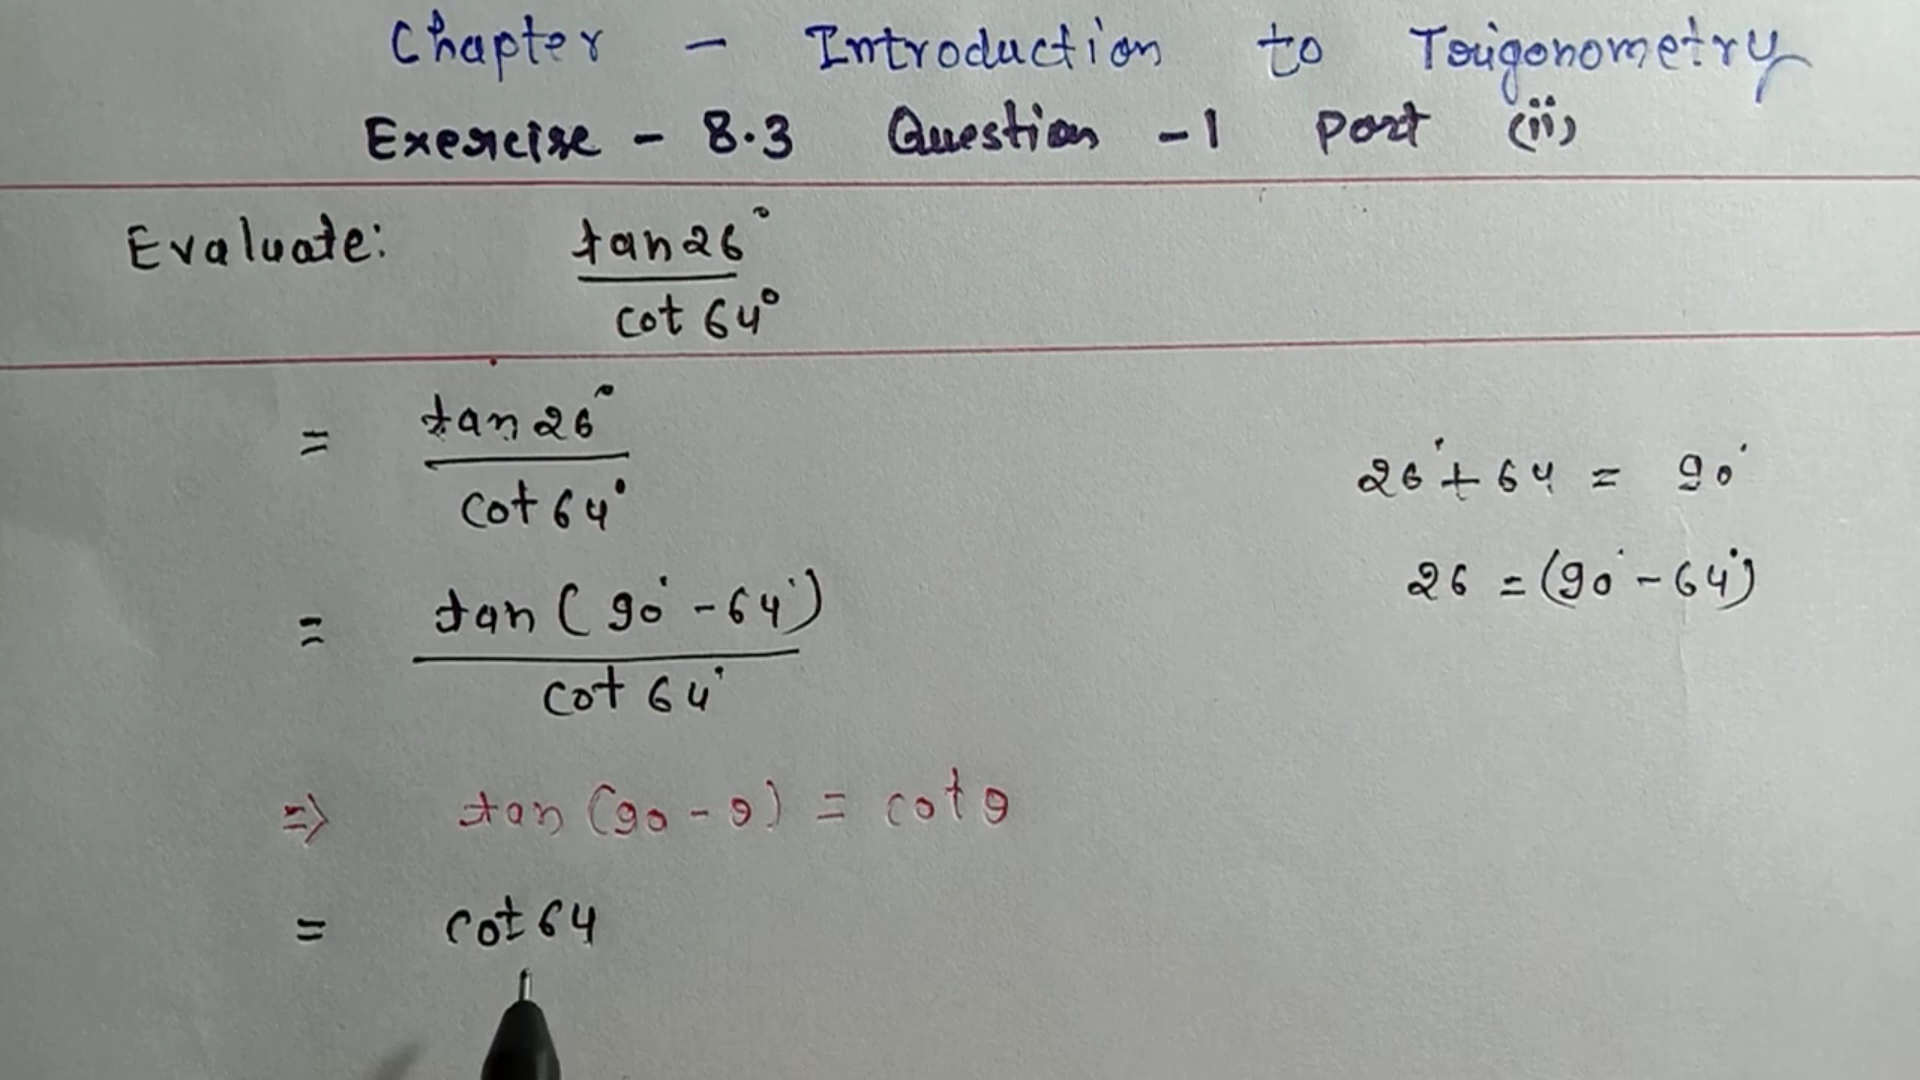 Chapter - Introduction to Trigonometry
Exercise - 8.3 Question - 1 Part (ii)
Evaluate: tan26°
cot 64°
= tan26°
cot 64°
26° + 64 = 90°
26 = (90° - 64°)
= tan (90° - 64°)
cot 64°
=> tan (90 - θ) = cot θ
= cot 64